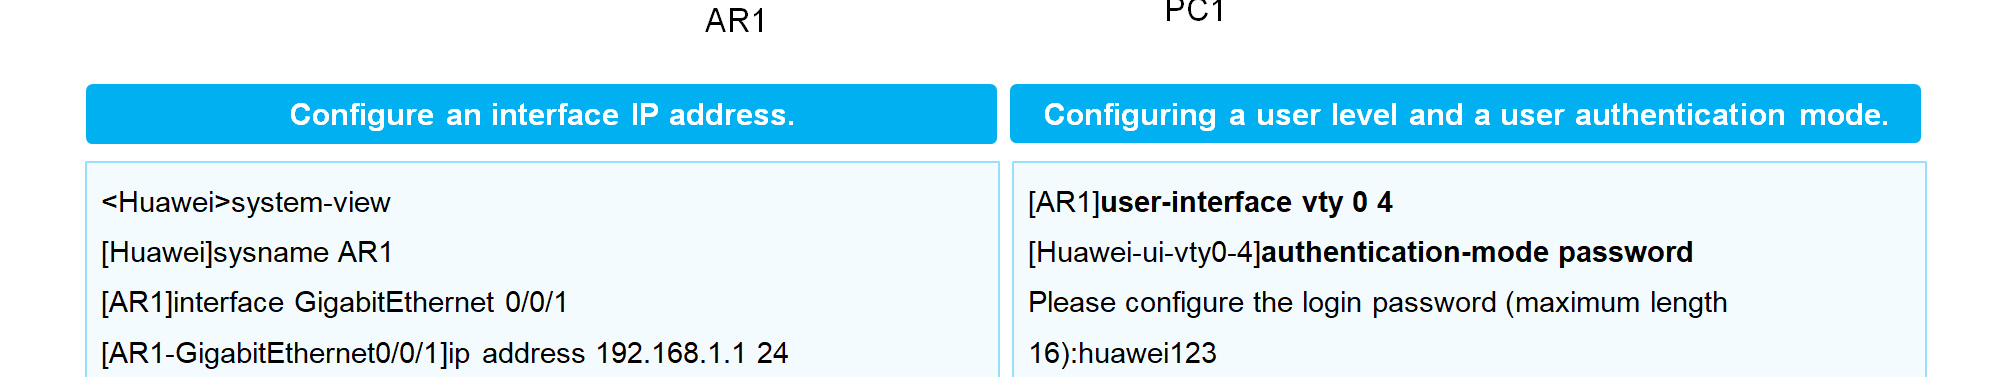 AR1
PC1
Configure an interface IP address.
<Huawei>system-view
[Huawei]sysname AR1
[AR1]interface GigabitEthernet 0/0/1
[AR1-GigabitEthernet0/0/1]ip address 192.168.1.1 24
Configuring a user level and a user authentication mode.
[AR1]user-interface vty 0 4
[Huawei-ui-vty0-4]authentication-mode password
Please configure the login password (maximum length
16):huawei123